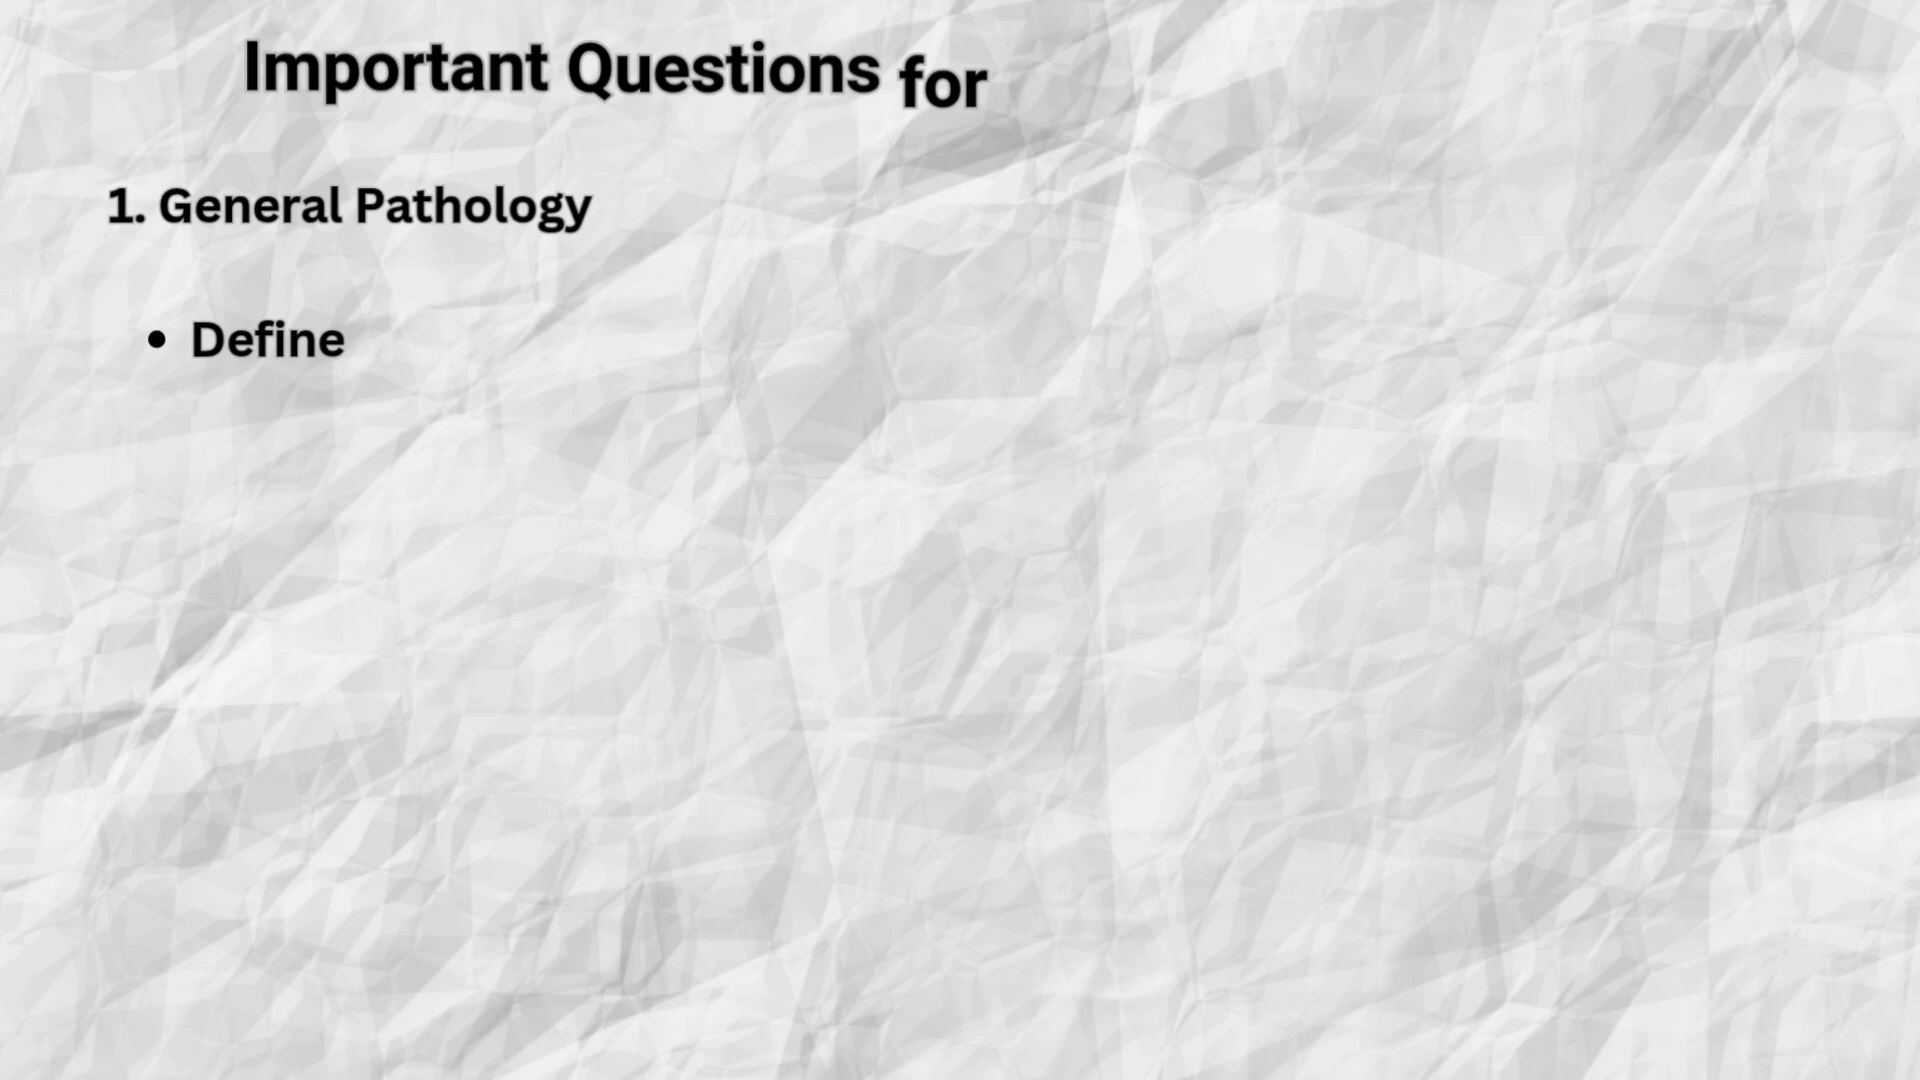 Important Questions for
1. General Pathology
• Define